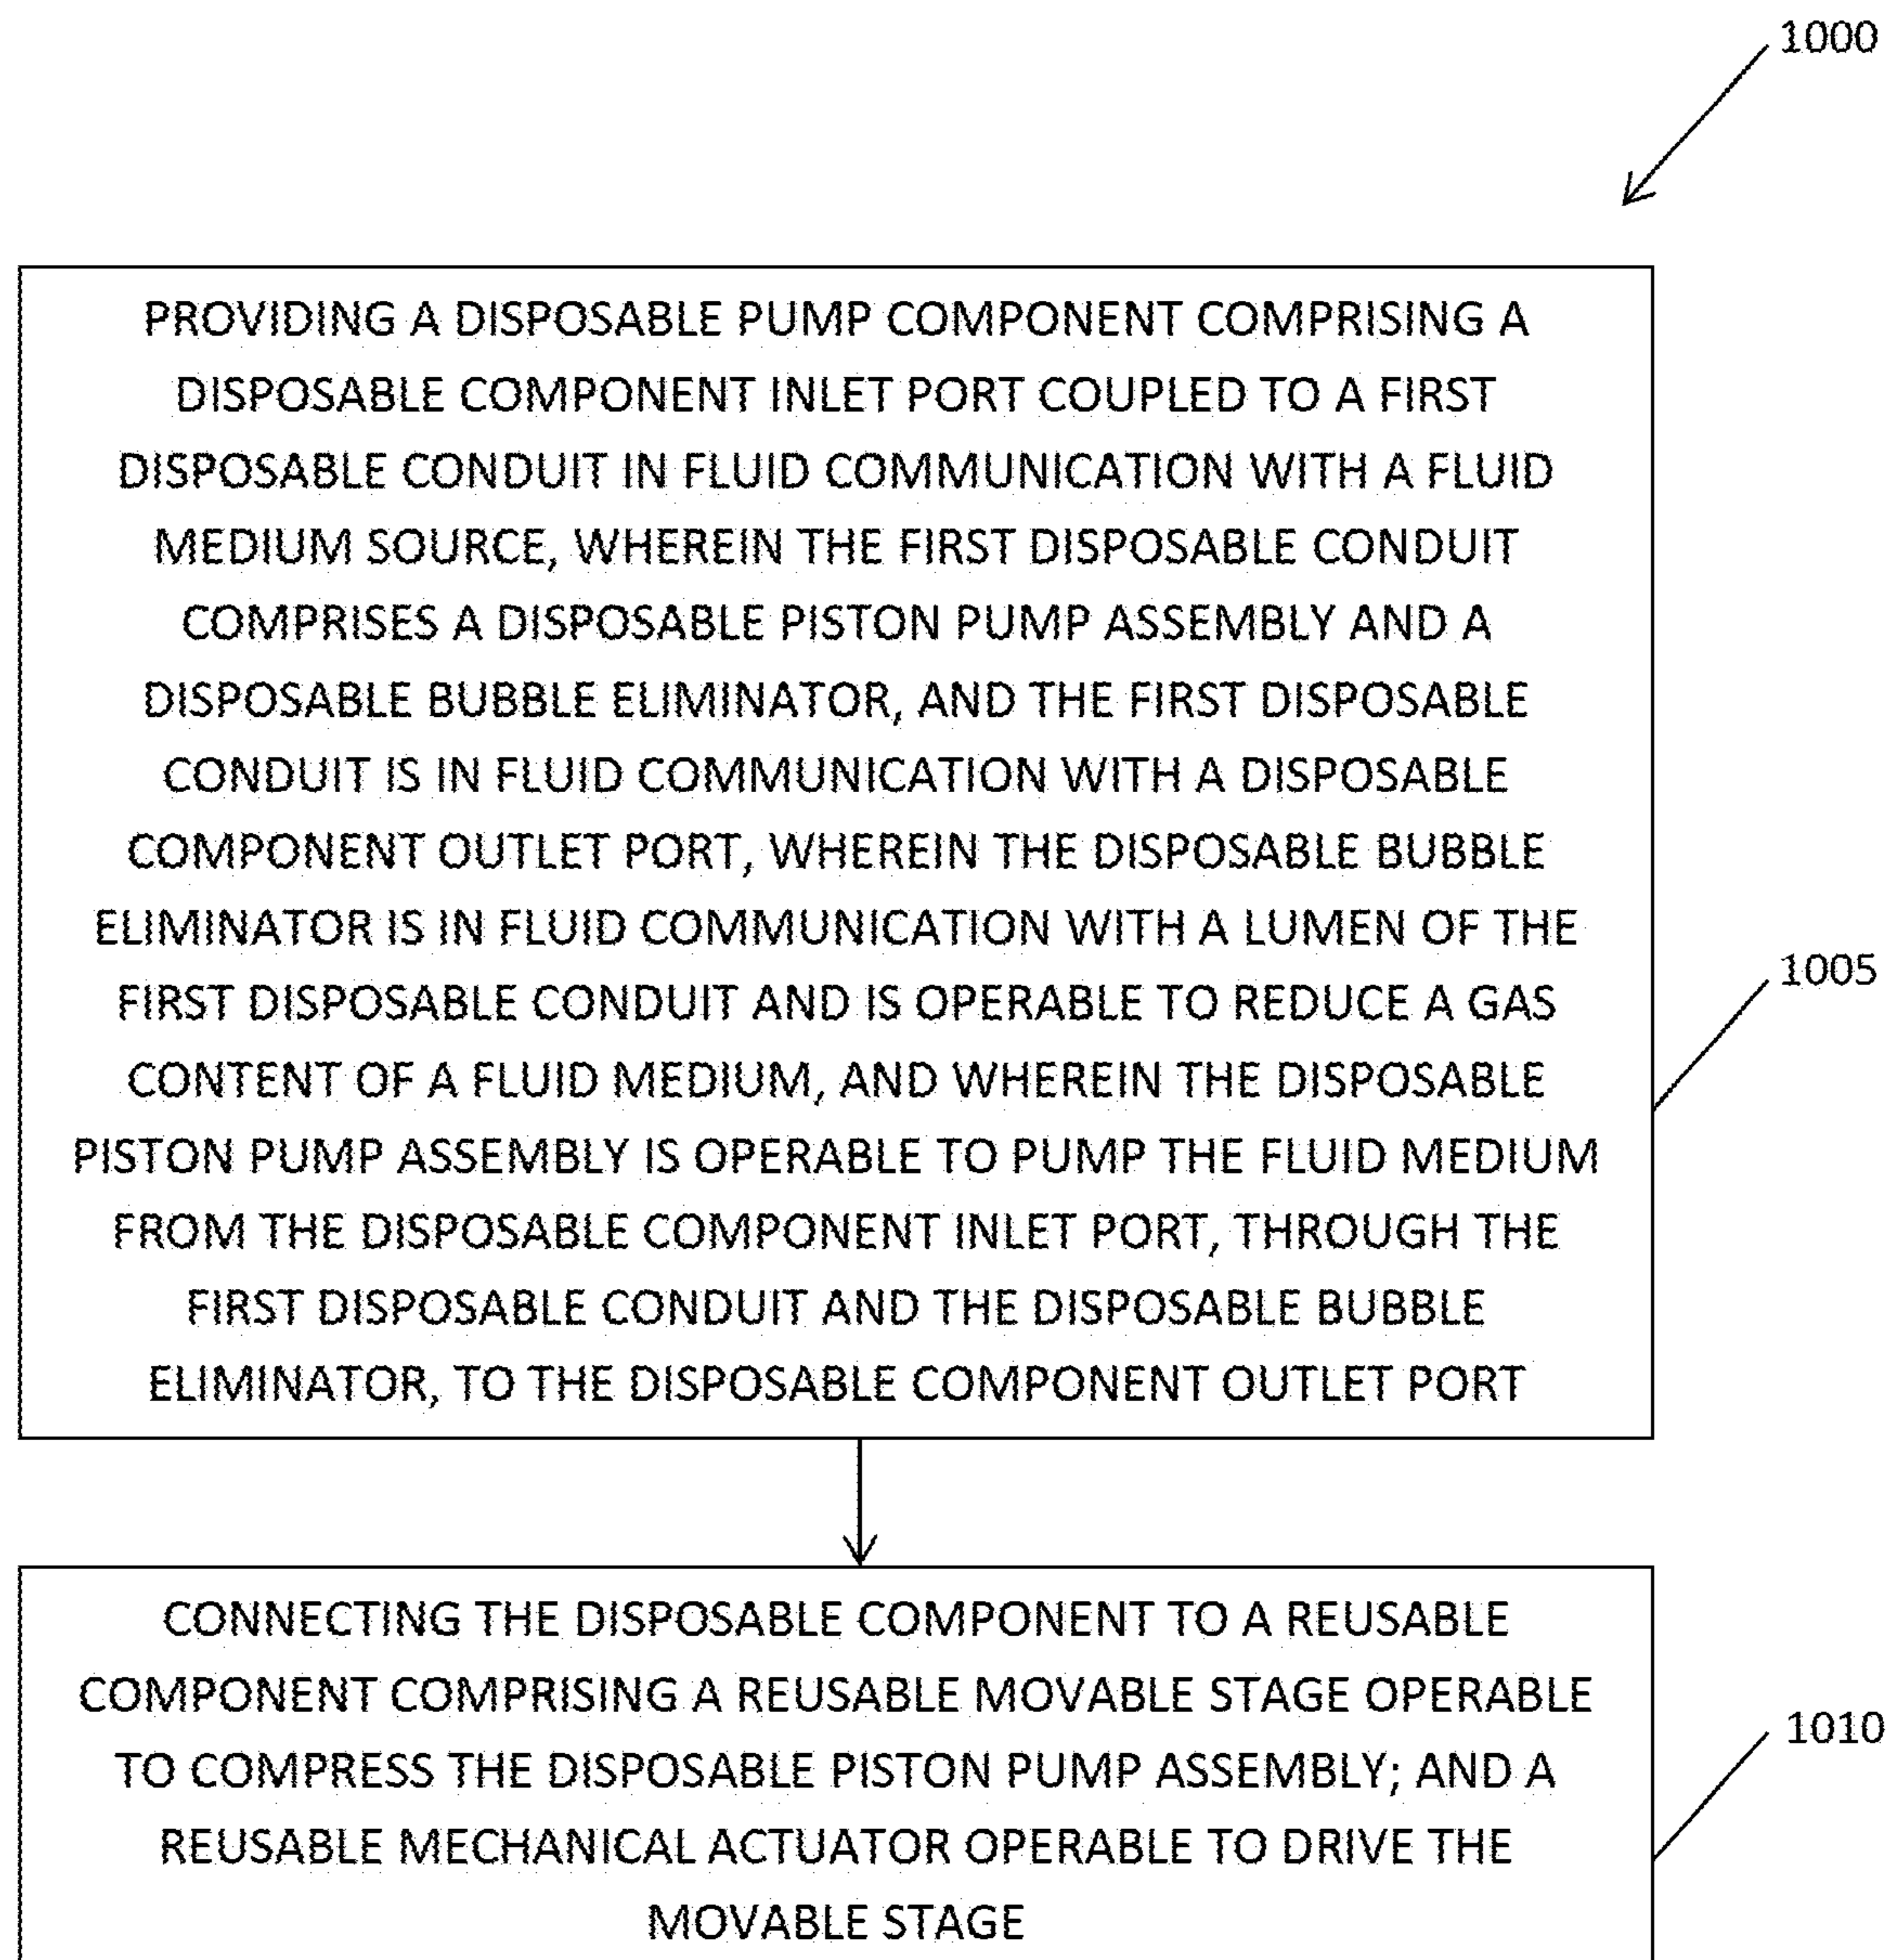 1000
PROVIDING A DISPOSABLE PUMP COMPONENT COMPRISING A
DISPOSABLE COMPONENT INLET PORT COUPLED TO A FIRST
DISPOSABLE CONDUIT IN FLUID COMMUNICATION WITH A FLUID
MEDIUM SOURCE, WHEREIN THE FIRST DISPOSABLE CONDUIT
COMPRISES A DISPOSABLE PISTON PUMP ASSEMBLY AND A
DISPOSABLE BUBBLE ELIMINATOR, AND THE FIRST DISPOSABLE
CONDUIT IS IN FLUID COMMUNICATION WITH A DISPOSABLE
COMPONENT OUTLET PORT, WHEREIN THE DISPOSABLE BUBBLE
ELIMINATOR IS IN FLUID COMMUNICATION WITH A LUMEN OF THE
FIRST DISPOSABLE CONDUIT AND IS OPERABLE TO REDUCE A GAS
CONTENT OF A FLUID MEDIUM, AND WHEREIN THE DISPOSABLE
PISTON PUMP ASSEMBLY IS OPERABLE TO PUMP THE FLUID MEDIUM
FROM THE DISPOSABLE COMPONENT INLET PORT, THROUGH THE
FIRST DISPOSABLE CONDUIT AND THE DISPOSABLE BUBBLE
ELIMINATOR, TO THE DISPOSABLE COMPONENT OUTLET PORT
1005
CONNECTING THE DISPOSABLE COMPONENT TO A REUSABLE
COMPONENT COMPRISING A REUSABLE MOVABLE STAGE OPERABLE
TO COMPRESS THE DISPOSABLE PISTON PUMP ASSEMBLY; AND A
REUSABLE MECHANICAL ACTUATOR OPERABLE TO DRIVE THE
MOVABLE STAGE
1010